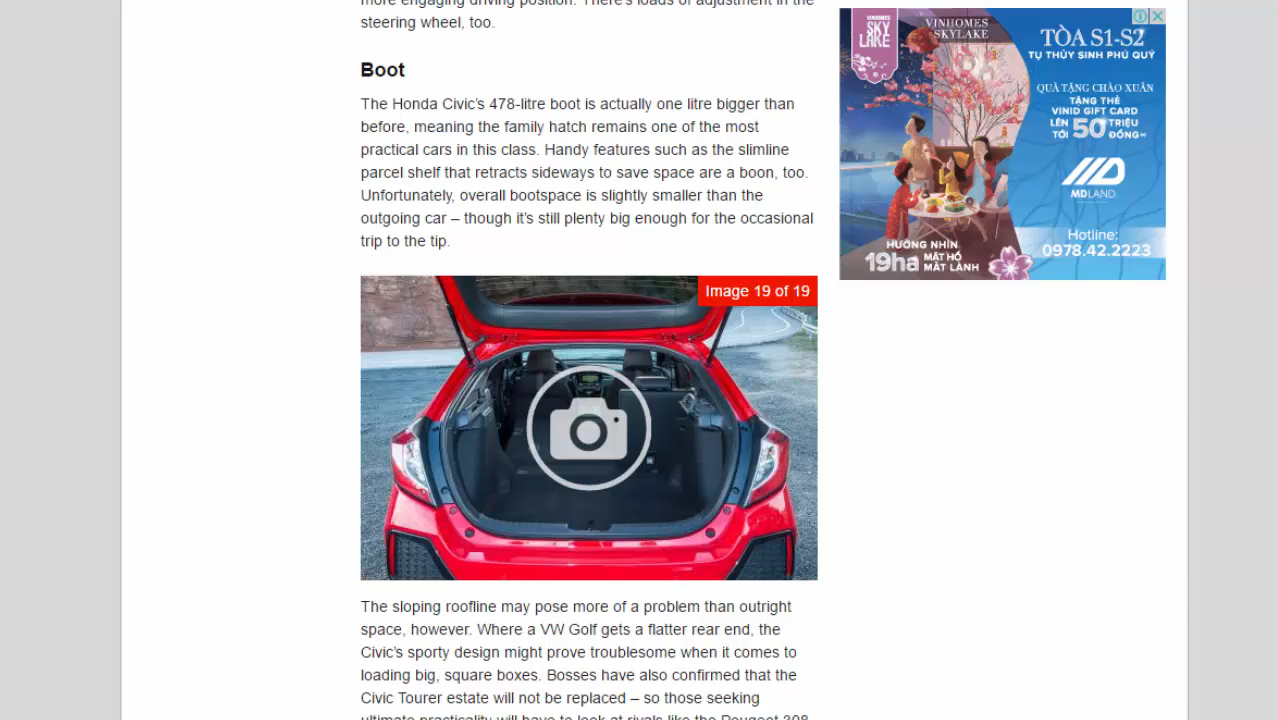 more engaging driving position. There's loads of adjustment in the
steering wheel, too.
Boot
The Honda Civic's 478-litre boot is actually one litre bigger than
before, meaning the family hatch remains one of the most
practical cars in this class. Handy features such as the slimline
parcel shelf that retracts sideways to save space are a boon, too.
Unfortunately, overall bootspace is slightly smaller than the
outgoing car – though it's still plenty big enough for the occasional
trip to the tip.
Image 19 of 19
The sloping roofline may pose more of a problem than outright
space, however. Where a VW Golf gets a flatter rear end, the
Civic's sporty design might prove troublesome when it comes to
loading big, square boxes. Bosses have also confirmed that the
Civic Tourer estate will not be replaced – so those seeking
ultimate practicality will have to look at rivals like the Peugeot 308
VINHOMES
SKY
LAKE
VINHOMES
SKYLAKE
TÒA S1-S2
TỤ THỦY SINH PHÚ QUÝ
QUÀ TẶNG CHÀO XUÂN
TẶNG THẺ
VINID GIFT CARD
LÊN TỚI 50 TRIỆU ĐỒNG
MDLAND
Hotline:
0978.42.2223
HƯỚNG NHÌN
19ha MẶT HỒ
MÁT LÀNH